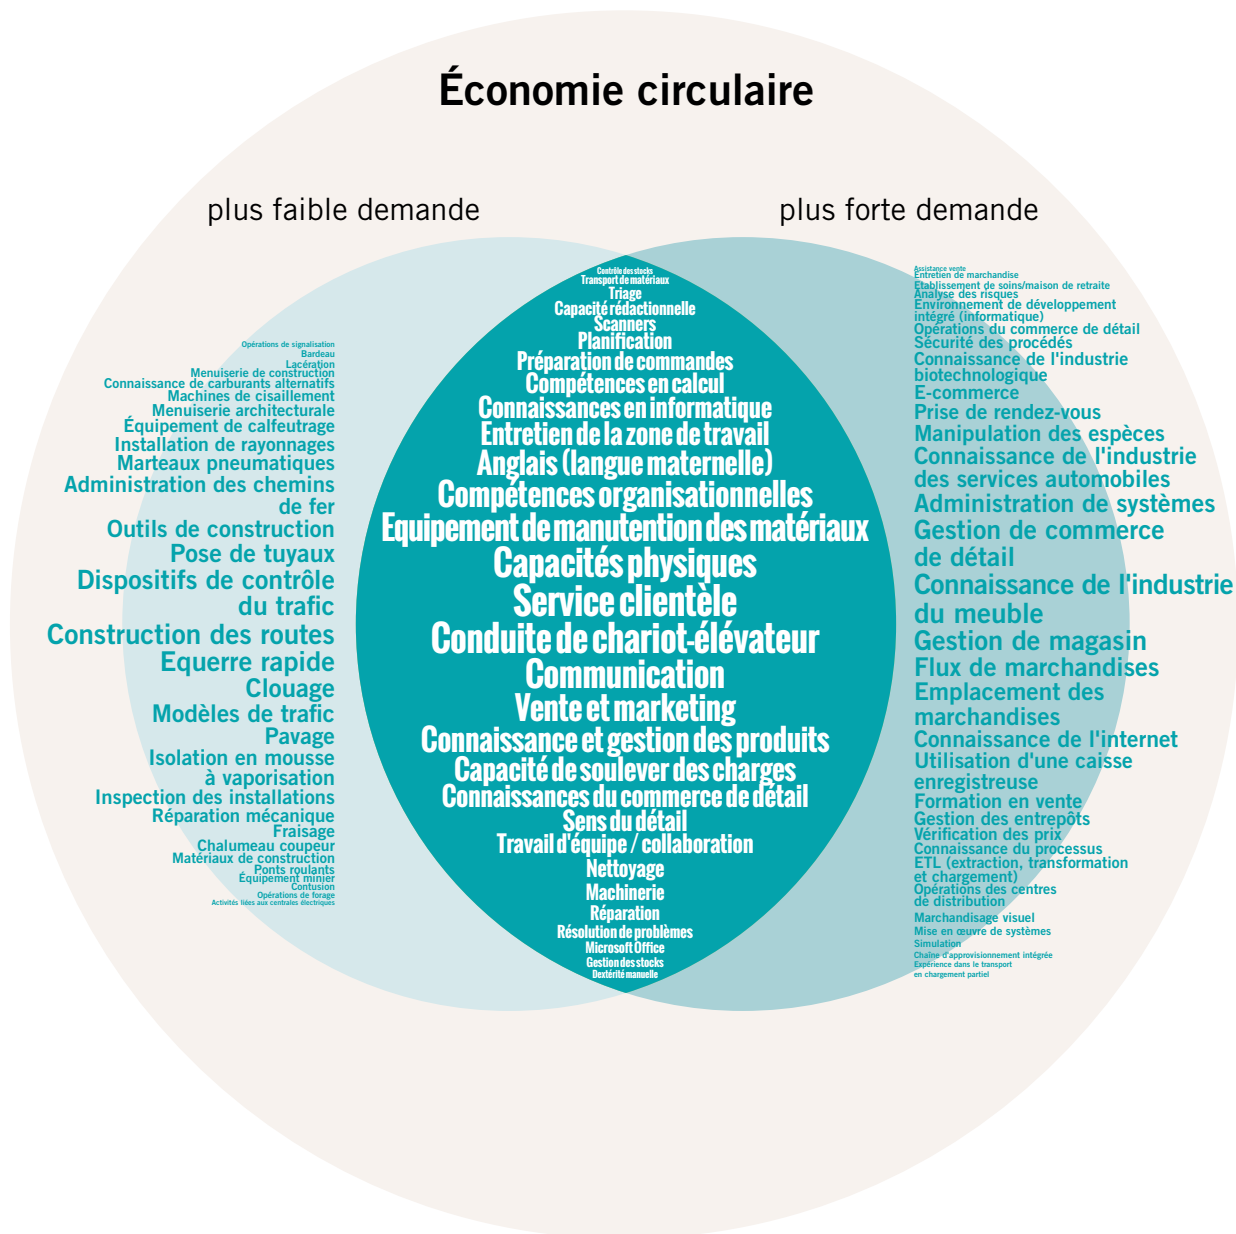 Économie circulaire
plus faible demande
plus forte demande
Opérations de signalisation
Bardeau
Lacération
Menuiserie de construction
Connaissance de carburants alternatifs
Machines de cisaillement
Menuiserie architecturale
Équipement de calfeutrage
Installation de rayonnages
Marteaux pneumatiques
Administration des chemins
de fer
Outils de construction
Pose de tuyaux
Dispositifs de contrôle
du trafic
Construction des routes
Equerre rapide
Clouage
Modèles de trafic
Pavage
Isolation en mousse
à vaporisation
Inspection des installations
Réparation mécanique
Fraisage
Chalumeau coupeur
Matériaux de construction
Ponts roulants
Équipement minier
Contusion
Opérations de forage
Activités liées aux centrales électriques
Contrôle des stocks
Transport de matériaux
Triage
Capacité rédactionnelle
Scanners
Planification
Préparation de commandes
Compétences en calcul
Connaissances en informatique
Entretien de la zone de travail
Anglais (langue maternelle)
Compétences organisationnelles
Equipement de manutention des matériaux
Capacités physiques
Service clientèle
Conduite de chariot-élévateur
Communication
Vente et marketing
Connaissance et gestion des produits
Capacité de soulever des charges
Connaissances du commerce de détail
Sens du détail
Travail d'équipe / collaboration
Nettoyage
Machinerie
Réparation
Résolution de problèmes
Microsoft Office
Gestion des stocks
Dextérité manuelle
Assistance vente
Entretien de marchandise
Etablissement de soins/maison de retraite
Analyse des risques
Environnement de développement
intégré (informatique)
Opérations du commerce de détail
Sécurité des procédés
Connaissance de l'industrie
biotechnologique
E-commerce
Prise de rendez-vous
Manipulation des espèces
Connaissance de l'industrie
des services automobiles
Administration de systèmes
Gestion de commerce
de détail
Connaissance de l'industrie
du meuble
Gestion de magasin
Flux de marchandises
Emplacement des
marchandises
Connaissance de l'internet
Utilisation d'une caisse
enregistreuse
Formation en vente
Gestion des entrepôts
Vérification des prix
Connaissance du processus
ETL (extraction, transformation
et chargement)
Opérations des centres
de distribution
Marchandisage visuel
Mise en œuvre de systèmes
Simulation
Chaîne d'approvisionnement intégrée
Expérience dans le transport
en chargement partiel